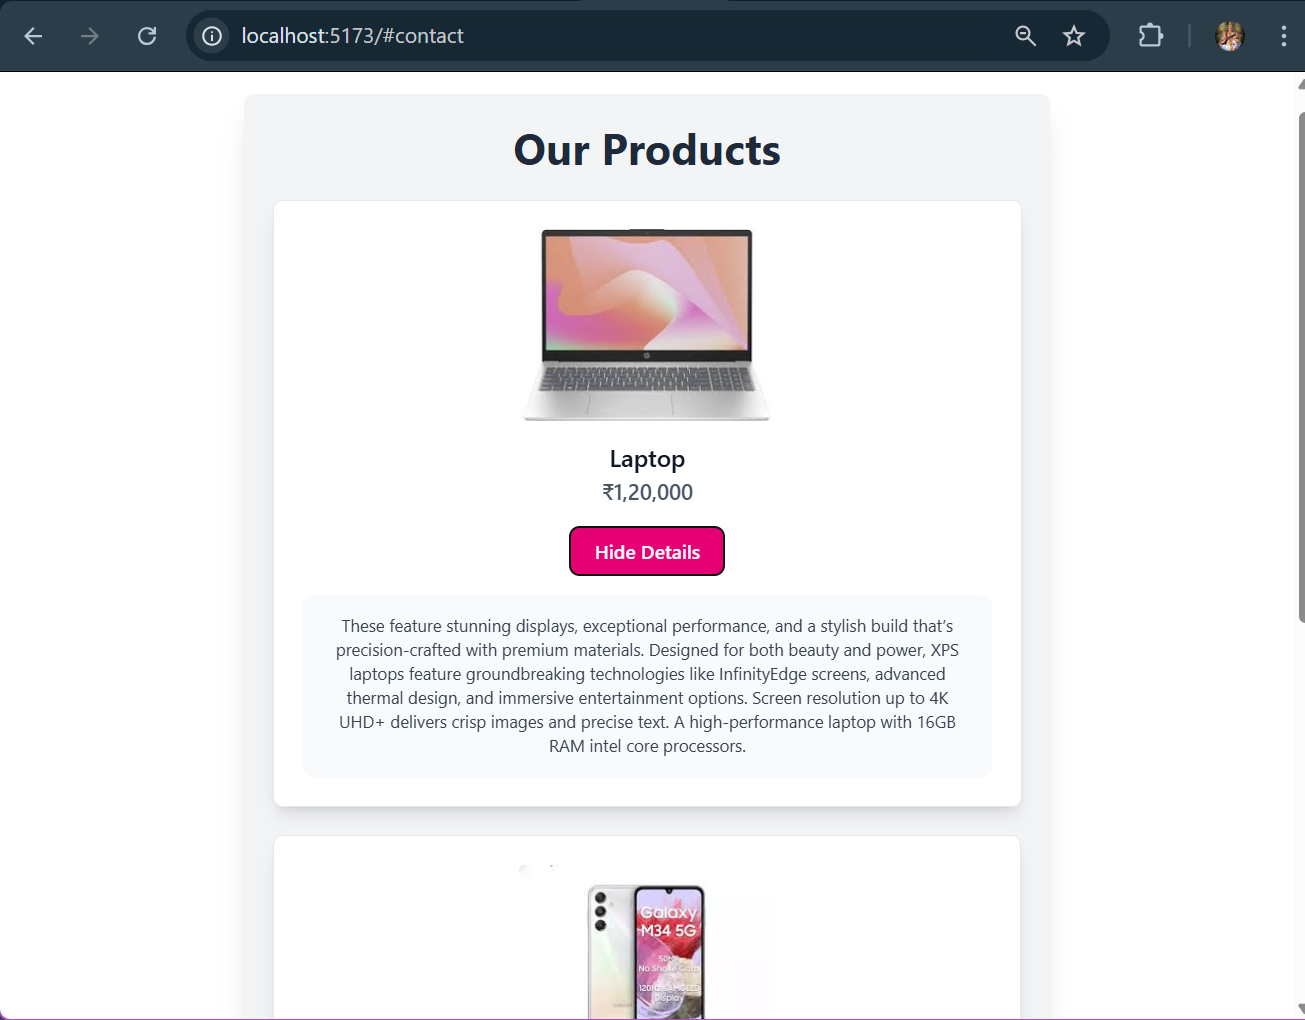 localhost:5173/#contact
Our Products
Laptop
₹1,20,000
Hide Details
These feature stunning displays, exceptional performance, and a stylish build that’s
precision-crafted with premium materials. Designed for both beauty and power, XPS
laptops feature groundbreaking technologies like InfinityEdge screens, advanced
thermal design, and immersive entertainment options. Screen resolution up to 4K
UHD+ delivers crisp images and precise text. A high-performance laptop with 16GB
RAM intel core processors.
Galaxy
M34 5G
50MP
No Shake Cam
120Hz sAMOLED
Display